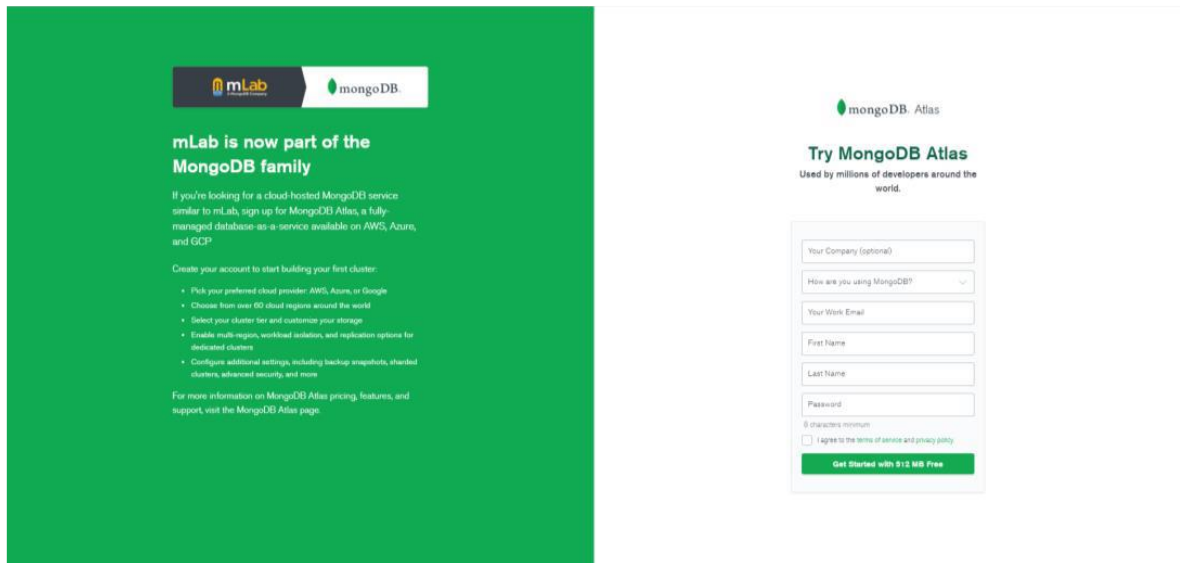 mLab
A MongoDB Company
mongoDB.
mLab is now part of the
MongoDB family
If you're looking for a cloud-hosted MongoDB service
similar to mLab, sign up for MongoDB Atlas, a fully-
managed database-as-a-service available on AWS, Azure,
and GCP
Create your account to start building your first cluster:
• Pick your preferred cloud provider: AWS, Azure, or Google
• Choose from over 60 cloud regions around the world
• Select your cluster tier and customize your storage
• Enable multi-region, workload isolation, and replication options for
dedicated clusters
• Configure additional settings, including backup snapshots, sharded
clusters, advanced security, and more
For more information on MongoDB Atlas pricing, features, and
support, visit the MongoDB Atlas page.
mongoDB. Atlas
Try MongoDB Atlas
Used by millions of developers around the
world.
Your Company (optional)
How are you using MongoDB?
Your Work Email
First Name
Last Name
Password
8 characters minimum
I agree to the terms of service and privacy policy.
Get Started with 512 MB Free